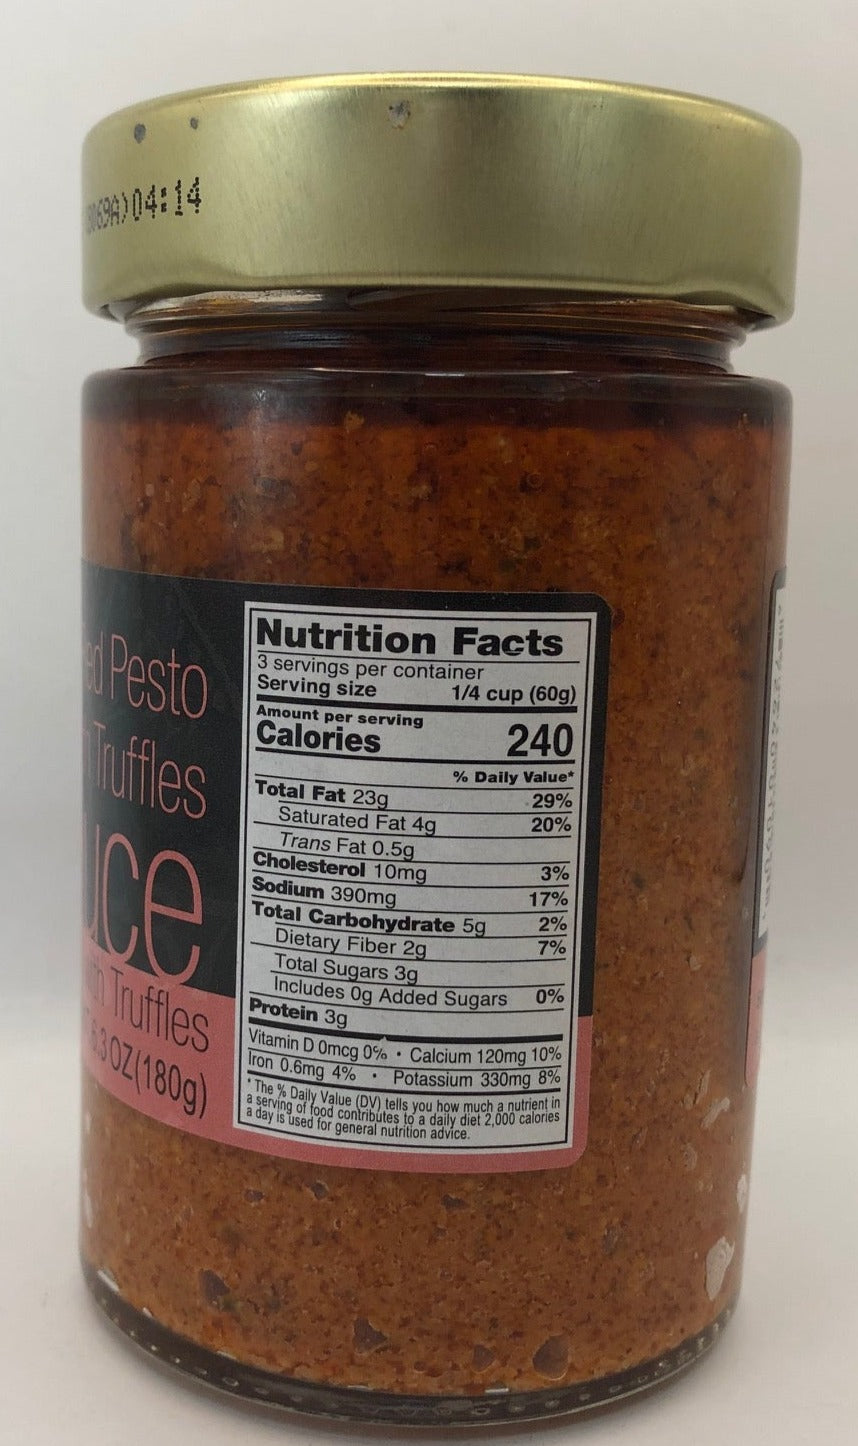 04:14
Pesto
Truffles
Truffles
OZ(180g)
Nutrition Facts
3 servings per container
Serving size 1/4 cup (60g)
Amount per serving
Calories 240
% Daily Value*
Total Fat 23g 29%
Saturated Fat 4g 20%
Trans Fat 0.5g
Cholesterol 10mg 3%
Sodium 390mg 17%
Total Carbohydrate 5g 2%
Dietary Fiber 2g 7%
Total Sugars 3g
Includes 0g Added Sugars 0%
Protein 3g
Vitamin D 0mcg 0% • Calcium 120mg 10%
Iron 0.6mg 4% • Potassium 330mg 8%
* The % Daily Value (DV) tells you how much a nutrient in
a serving of food contributes to a daily diet 2,000 calories
a day is used for general nutrition advice.